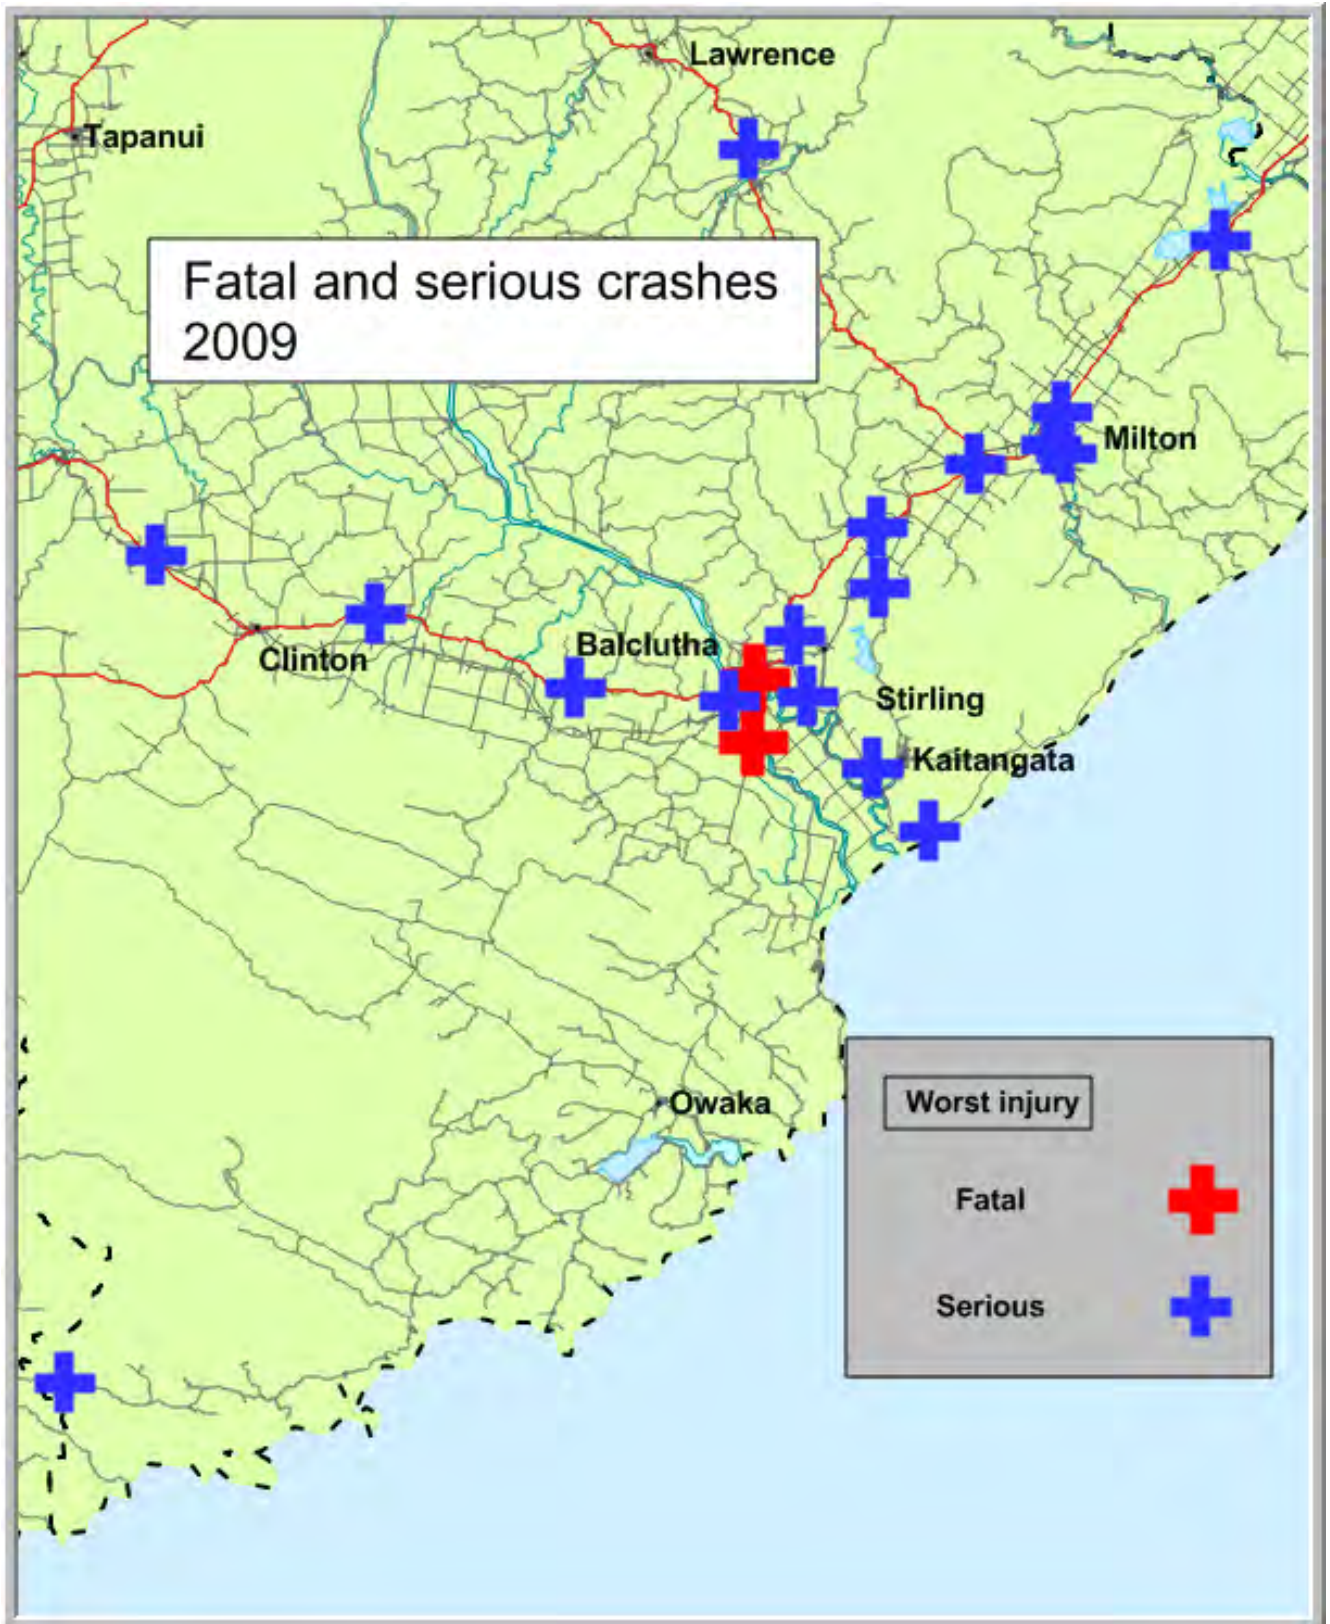 Lawrence
Tapanui
Fatal and serious crashes
2009
Milton
Balclutha
Clinton
Stirling
Kaitangata
Owaka
Worst injury
Fatal
Serious